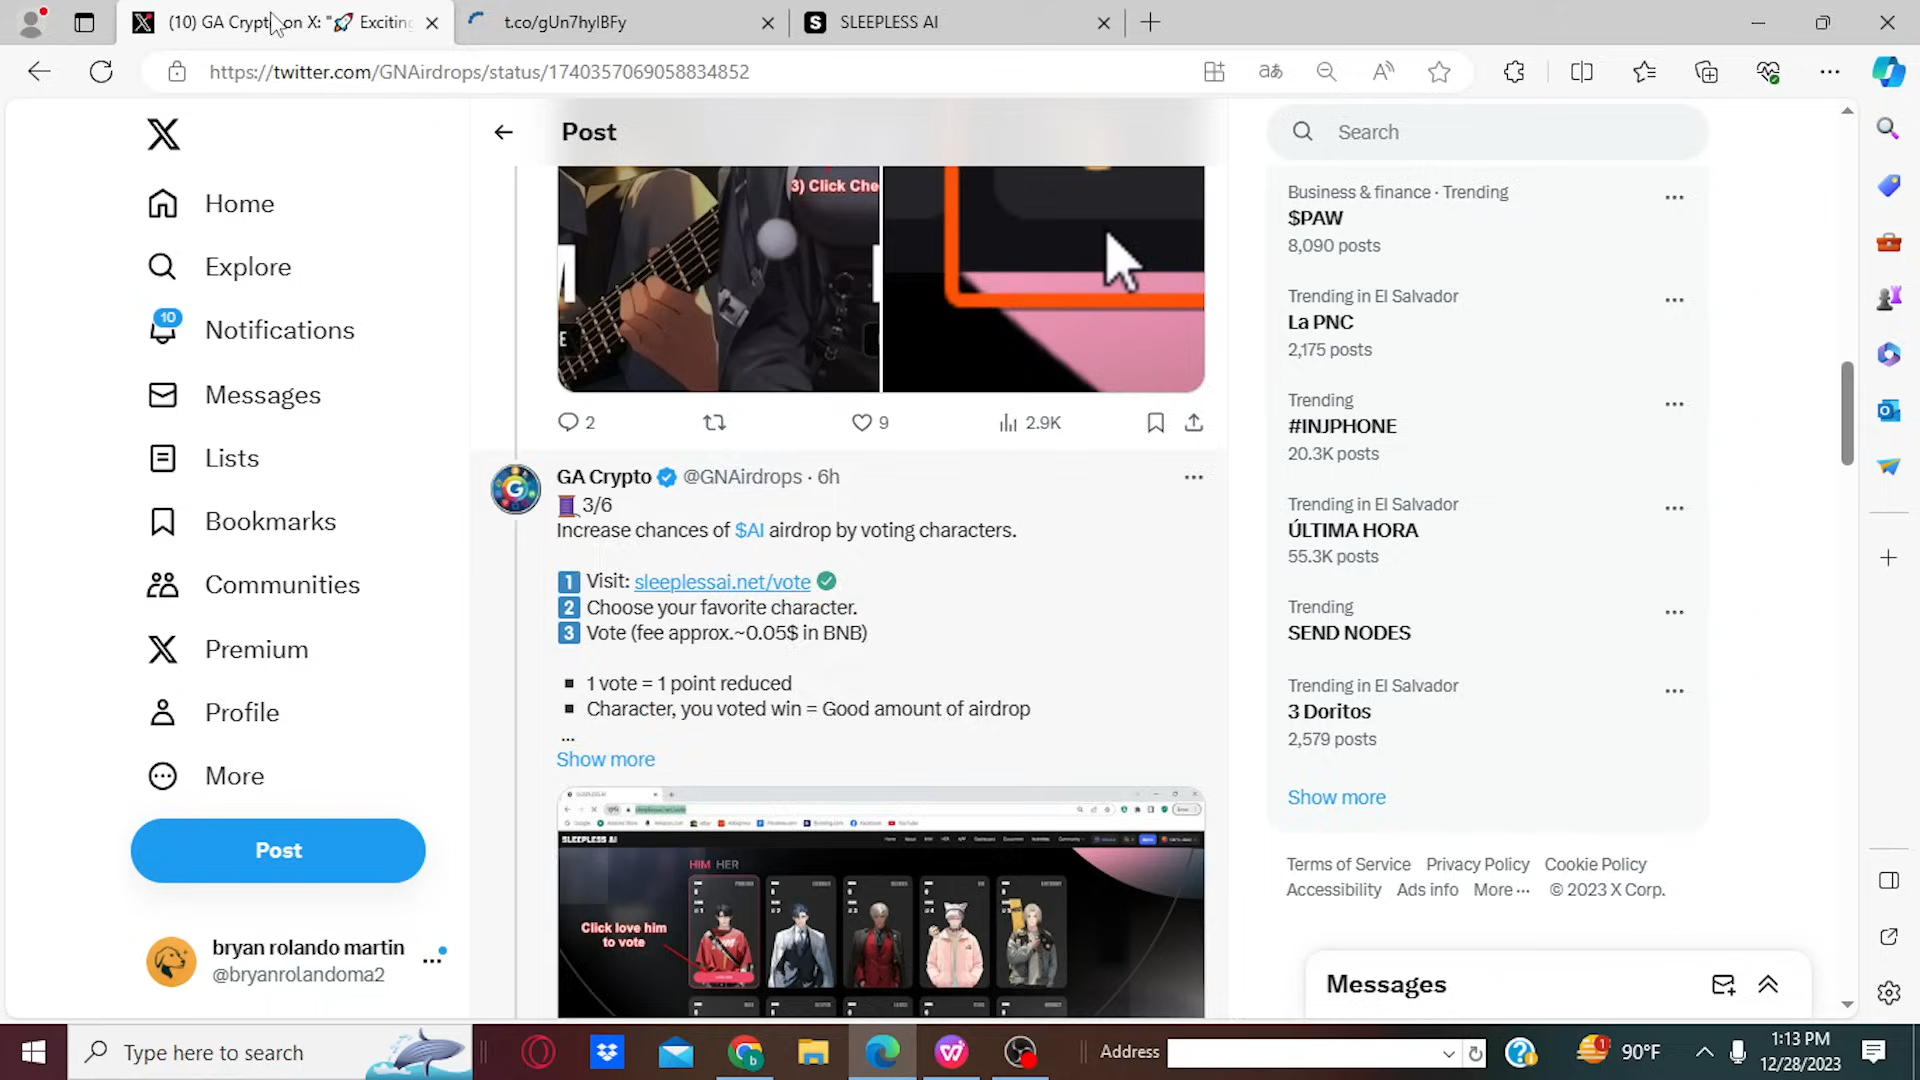 (10) GA Crypto on X: "🚀 Exciting
t.co/gUn7hylBFy
SLEEPLESS AI
https://twitter.com/GNAirdrops/status/1740357069058834852
Home
Explore
10
Notifications
Messages
Lists
Bookmarks
Communities
Premium
Profile
More
Post
bryan rolando martin
@bryanrolandoma2
Post
3) Click Che
2
9
2.9K
GA Crypto @GNAirdrops · 6h
🧵 3/6
Increase chances of $AI airdrop by voting characters.
1 Visit: sleeplessai.net/vote ✅
2 Choose your favorite character.
3 Vote (fee approx.~0.05$ in BNB)
▪ 1 vote = 1 point reduced
▪ Character, you voted win = Good amount of airdrop
...
Show more
SLEEPLESS AI
HIM HER
Click love him
to vote
Search
Business & finance · Trending
$PAW
8,090 posts
Trending in El Salvador
La PNC
2,175 posts
Trending
#INJPHONE
20.3K posts
Trending in El Salvador
ÚLTIMA HORA
55.3K posts
Trending
SEND NODES
Trending in El Salvador
3 Doritos
2,579 posts
Show more
Terms of Service Privacy Policy Cookie Policy
Accessibility Ads info More ··· © 2023 X Corp.
Messages
Type here to search
Address
90°F
1:13 PM
12/28/2023